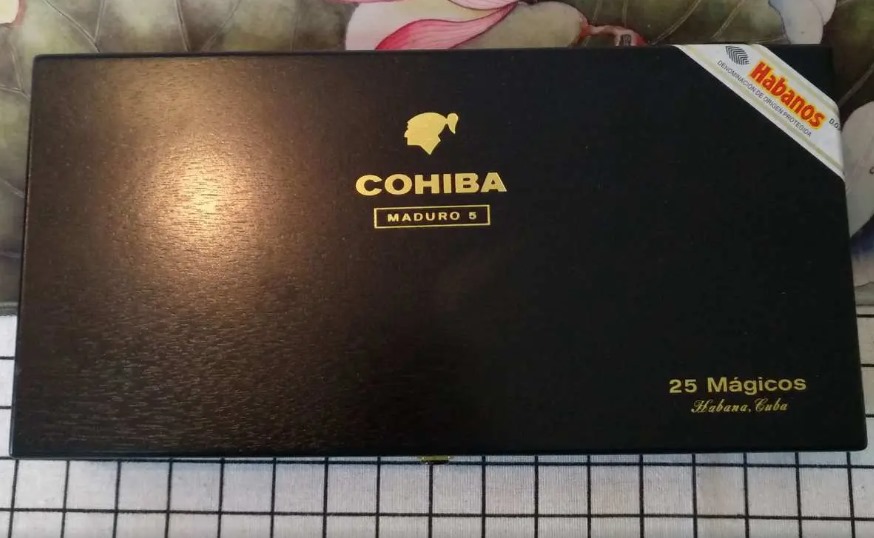 Habanos
DENOMINACIÓN DE ORIGEN PROTEGIDA
D.O.
COHIBA
MADURO 5
25 Mágicos
Habana, Cuba